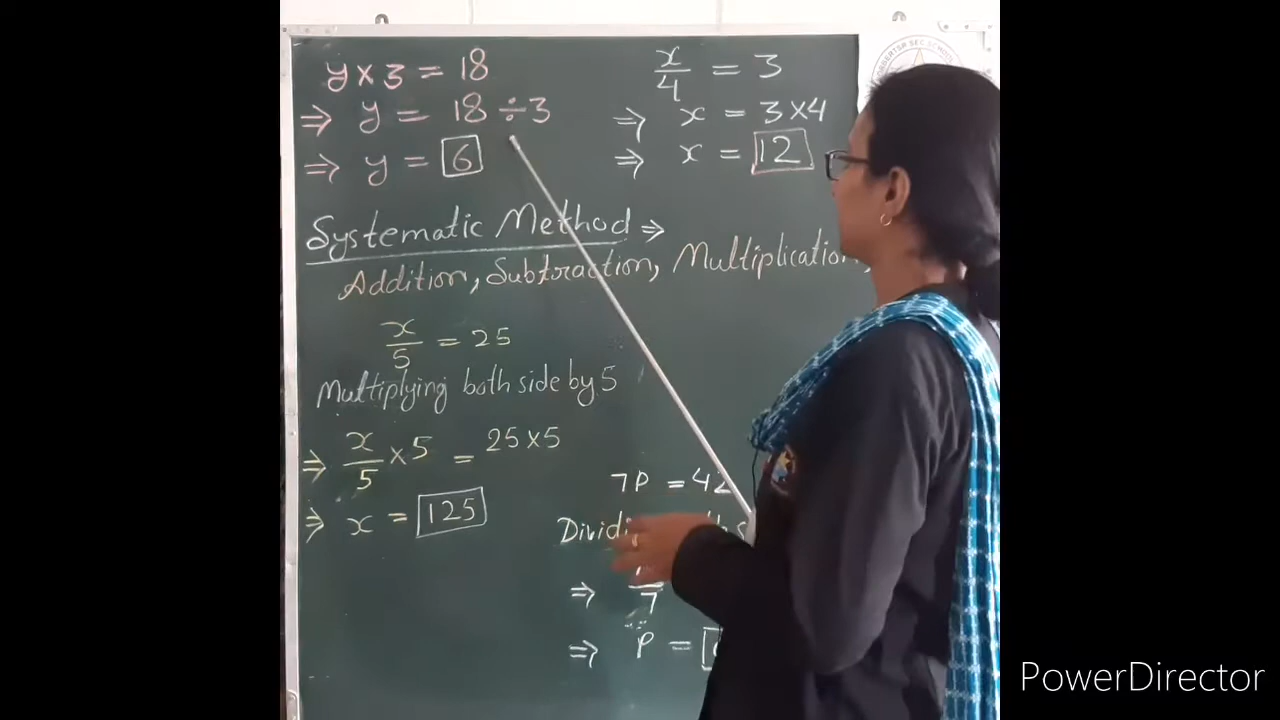 y × 3 = 18
⇒ y = 18 ÷ 3
⇒ y = 6
x/4 = 3
⇒ x = 3 × 4
⇒ x = 12
Systematic Method ⇒
Addition, Subtraction, Multiplication,
x/5 = 25
Multiplying both side by 5
⇒ x/5 × 5 = 25 × 5
⇒ x = 125
7P = 42
⇒ 7
⇒ P =
PowerDirector